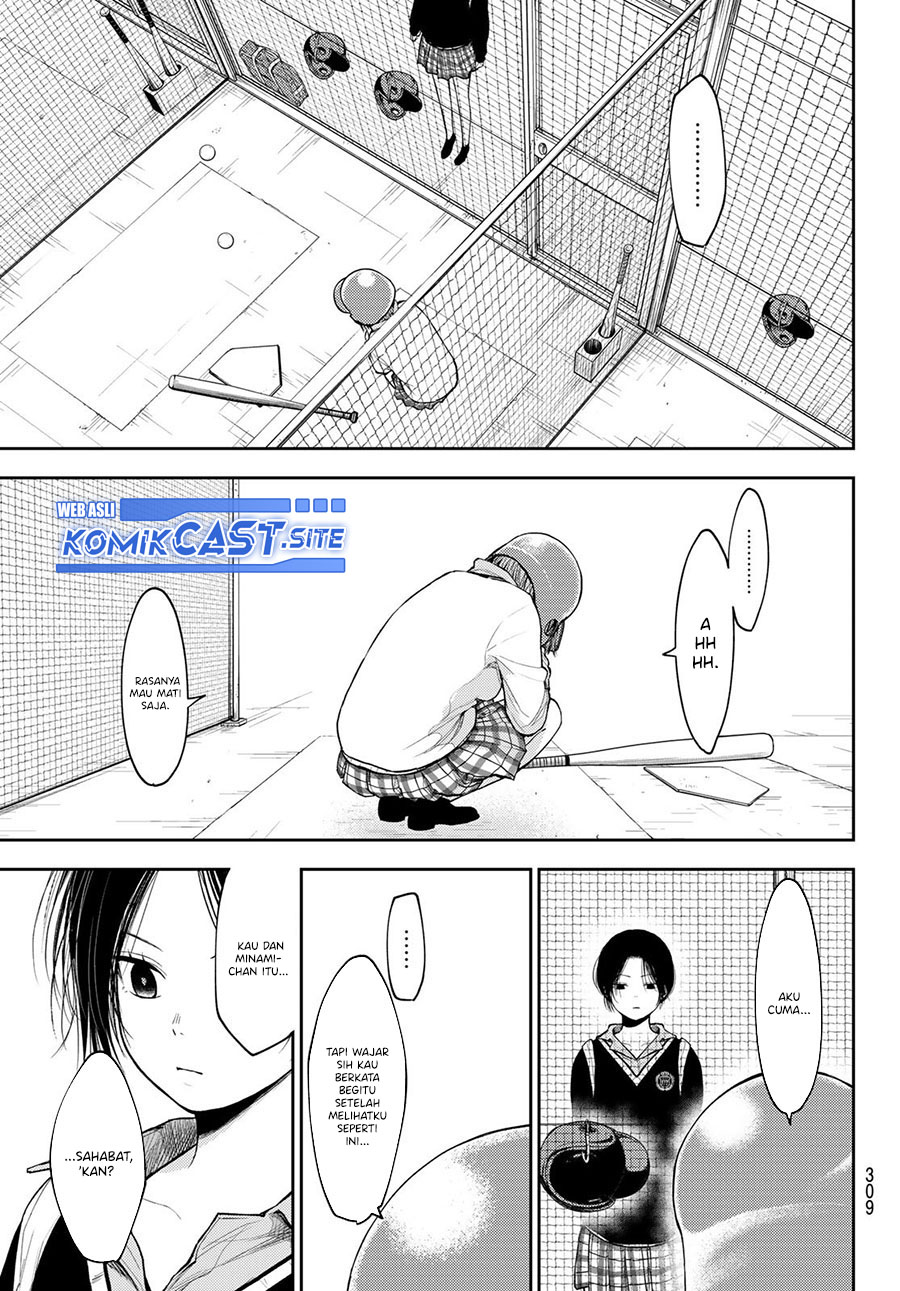 .........
.........
A
HH
HH.
WEB ASLI
KOMIKCAST.SITE
RASANYA
MAU MATI
SAJA.
AKU
CUMA...
......
TAPI WAJAR
SIH KAU
BERKATA
BEGITU
SETELAH
MELIHATKU
SEPERTI
INI...
KAU DAN
MINAMI-
CHAN ITU...
...SAHABAT,
'KAN?
309